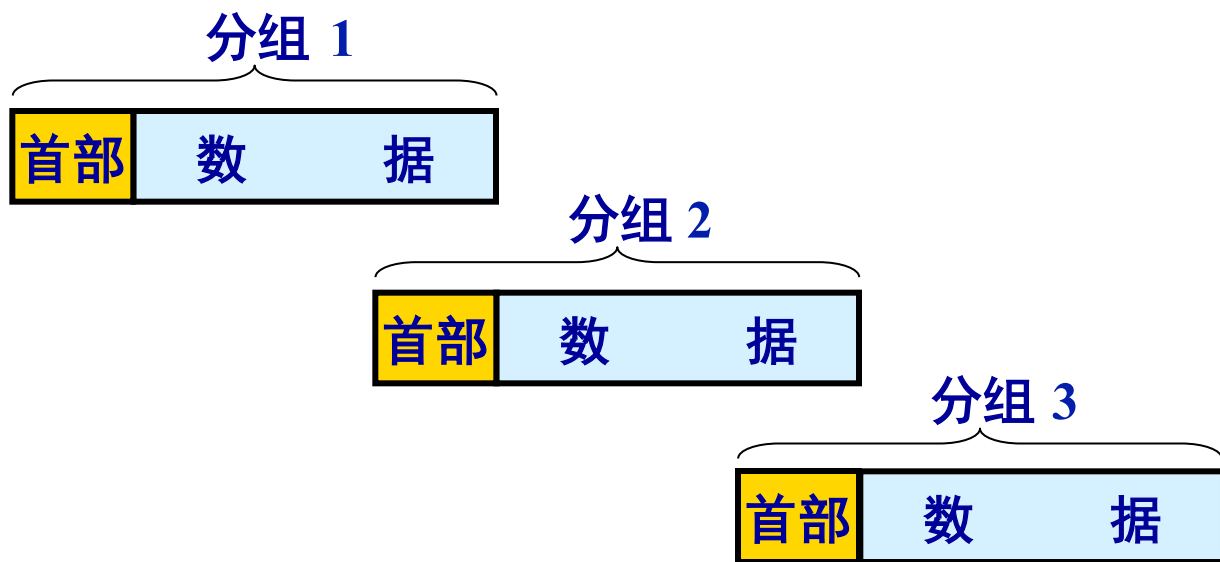 分组 1
首部 数 据
分组 2
首部 数 据
分组 3
首部 数 据